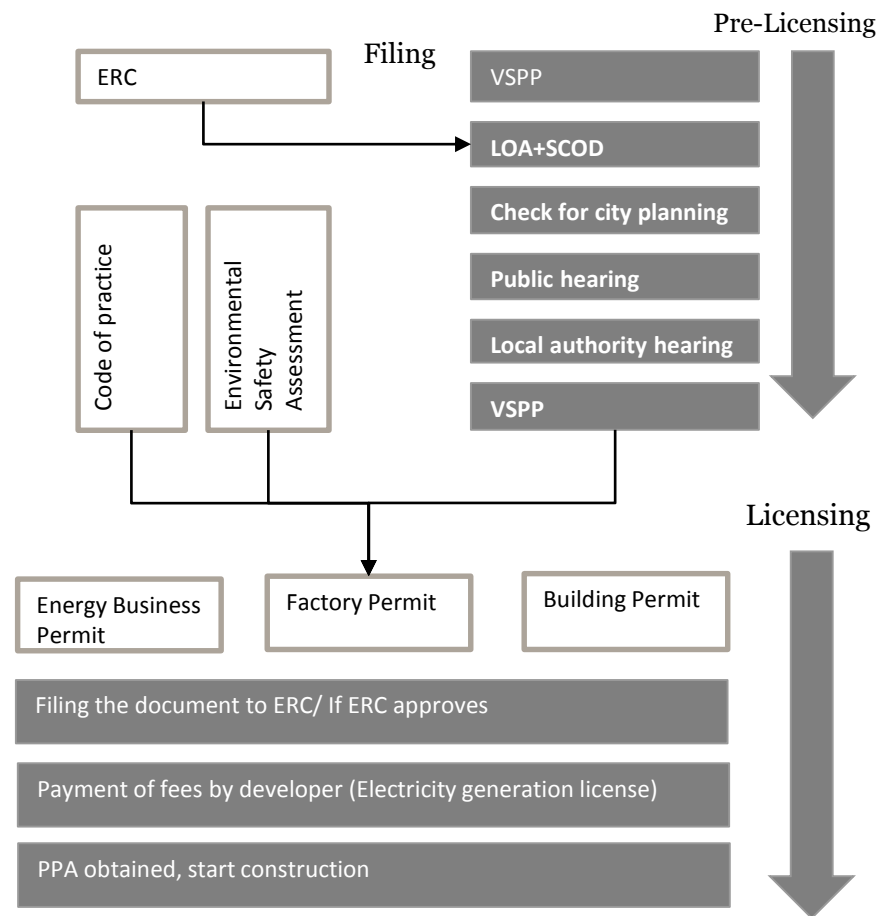 Pre-Licensing
Filing
ERC
VSPP
LOA+SCOD
Check for city planning
Public hearing
Local authority hearing
VSPP
Code of practice
Environmental
Safety
Assessment
Licensing
Energy Business
Permit
Factory Permit
Building Permit
Filing the document to ERC/ If ERC approves
Payment of fees by developer (Electricity generation license)
PPA obtained, start construction